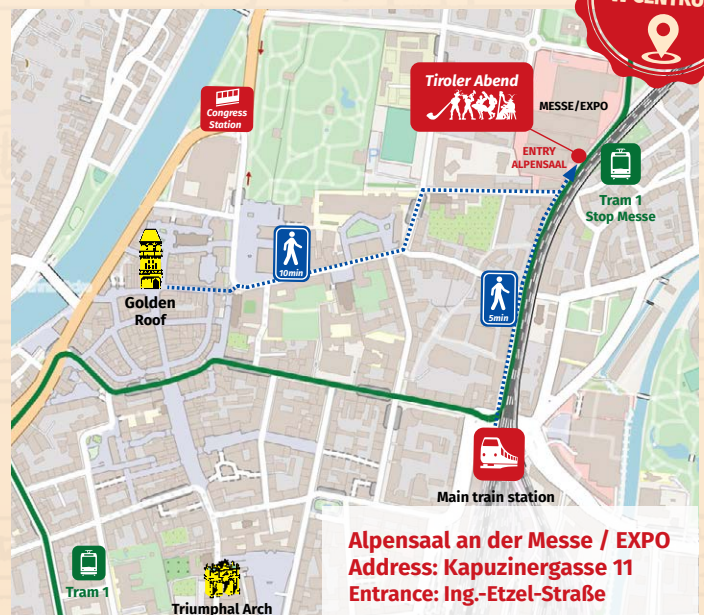 Congress
Station
Tiroler Abend
MESSE/EXPO
ENTRY
ALPENSAAL
Tram 1
Stop Messe
10min
Golden
Roof
5min
Main train station
Tram 1
Triumphal Arch
Alpensaal an der Messe / EXPO
Address: Kapuzinergasse 11
Entrance: Ing.-Etzel-Straße